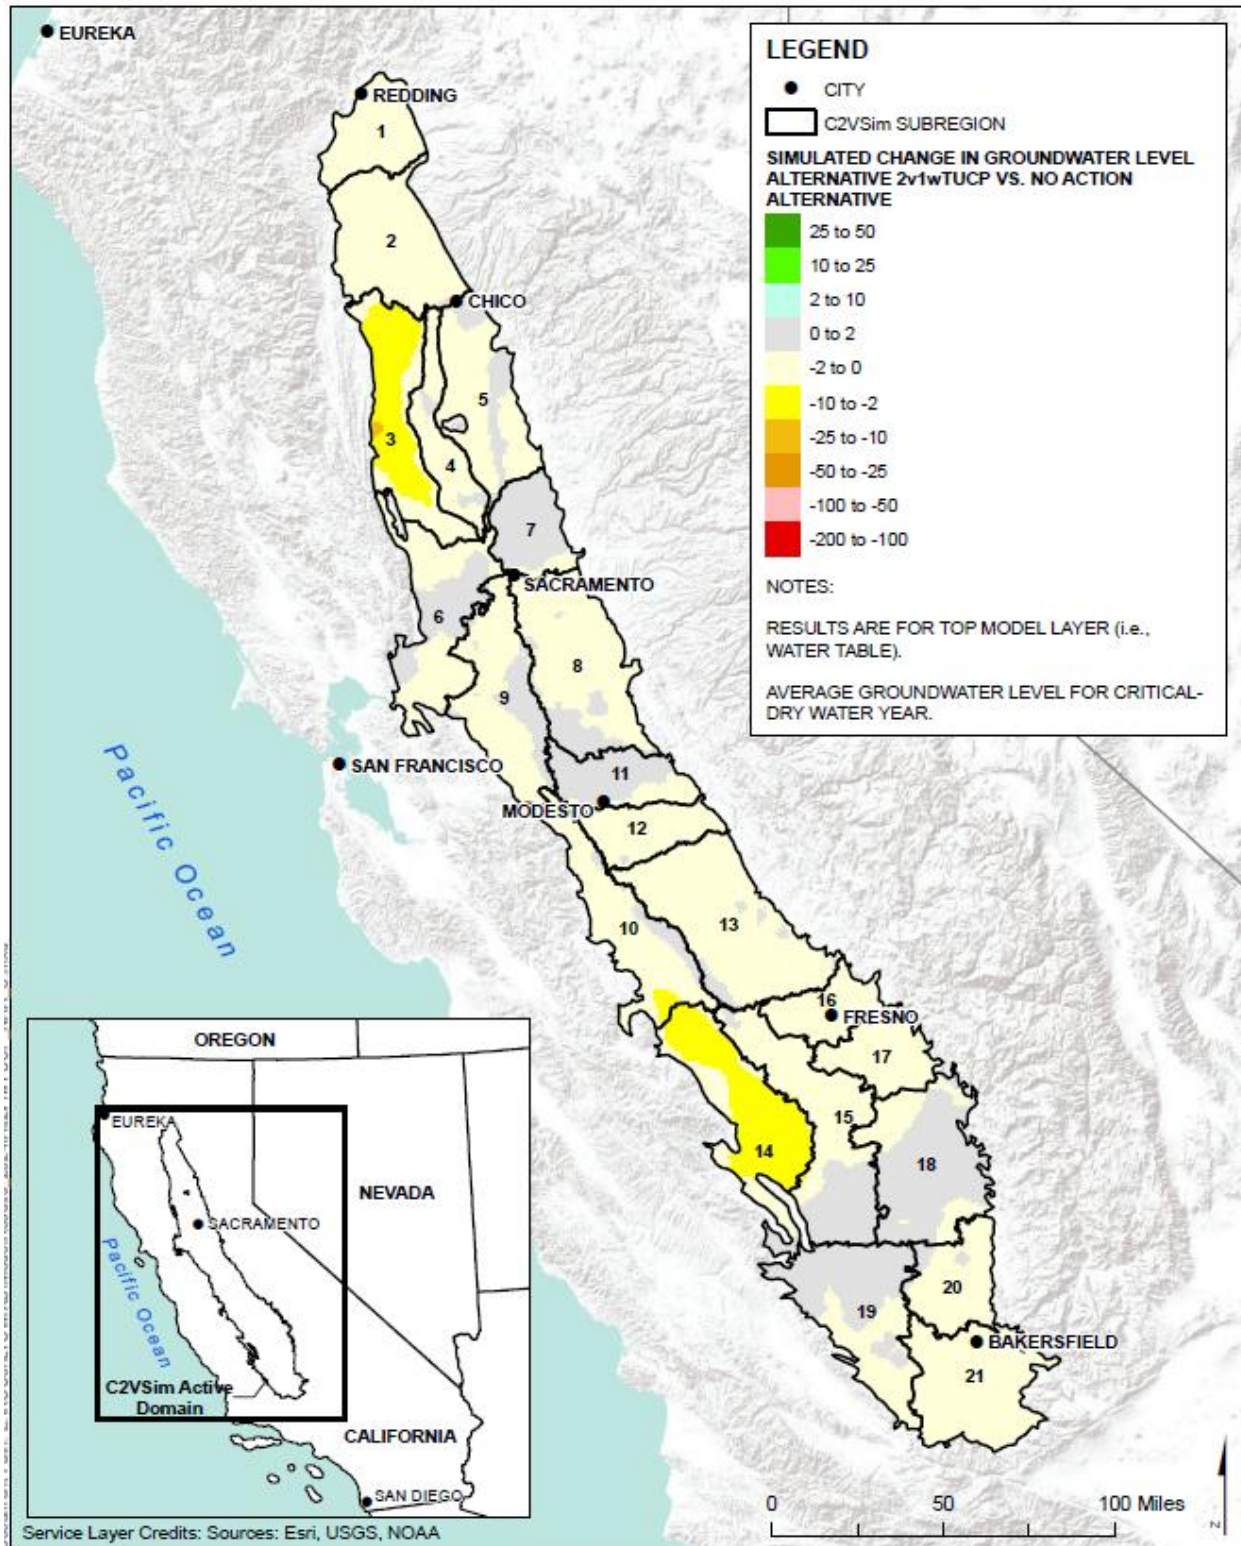 EUREKA
REDDING
1
2
CHICO
3
5
4
7
SACRAMENTO
6
8
9
SAN FRANCISCO
11
MODESTO
12
10
13
16
FRESNO
17
15
14
18
20
19
BAKERSFIELD
21
Pacific Ocean
LEGEND
CITY
C2VSim SUBREGION
SIMULATED CHANGE IN GROUNDWATER LEVEL
ALTERNATIVE 2v1wTUCP VS. NO ACTION
ALTERNATIVE
25 to 50
10 to 25
2 to 10
0 to 2
-2 to 0
-10 to -2
-25 to -10
-50 to -25
-100 to -50
-200 to -100
NOTES:
RESULTS ARE FOR TOP MODEL LAYER (i.e.,
WATER TABLE).
AVERAGE GROUNDWATER LEVEL FOR CRITICAL-
DRY WATER YEAR.
OREGON
EUREKA
NEVADA
SACRAMENTO
Pacific Ocean
C2VSim Active
Domain
CALIFORNIA
SAN DIEGO
Service Layer Credits: Sources: Esri, USGS, NOAA
0 50 100 Miles
N